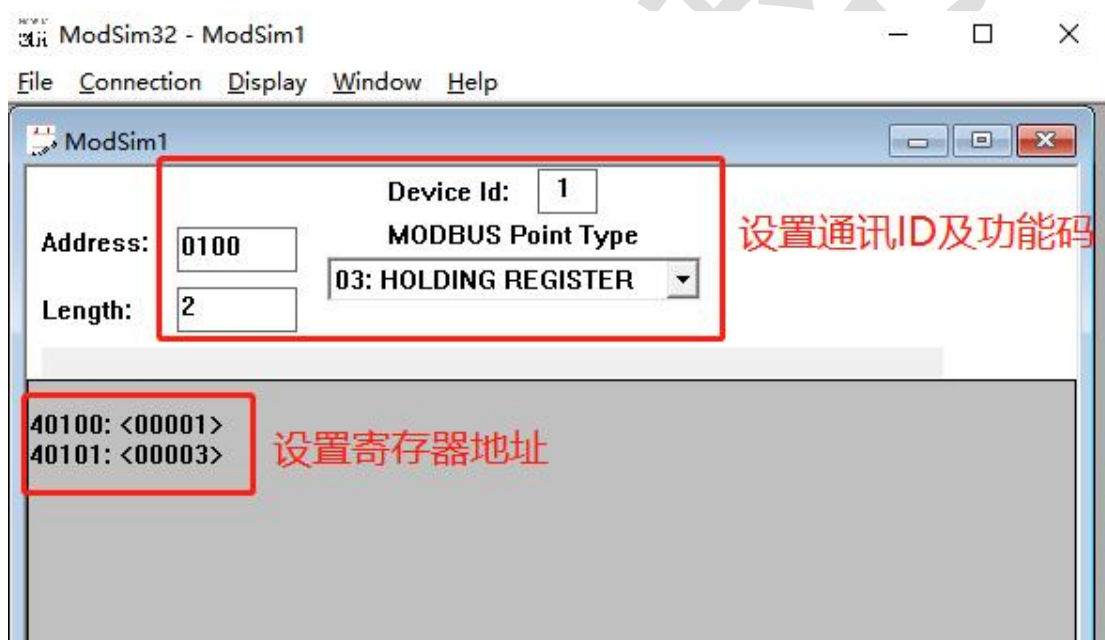 ModSim32 - ModSim1
File Connection Display Window Help
ModSim1
Device Id: 1
Address: 0100
MODBUS Point Type
03: HOLDING REGISTER
Length: 2
设置通讯ID及功能码
40100: <00001>
40101: <00003>
设置寄存器地址